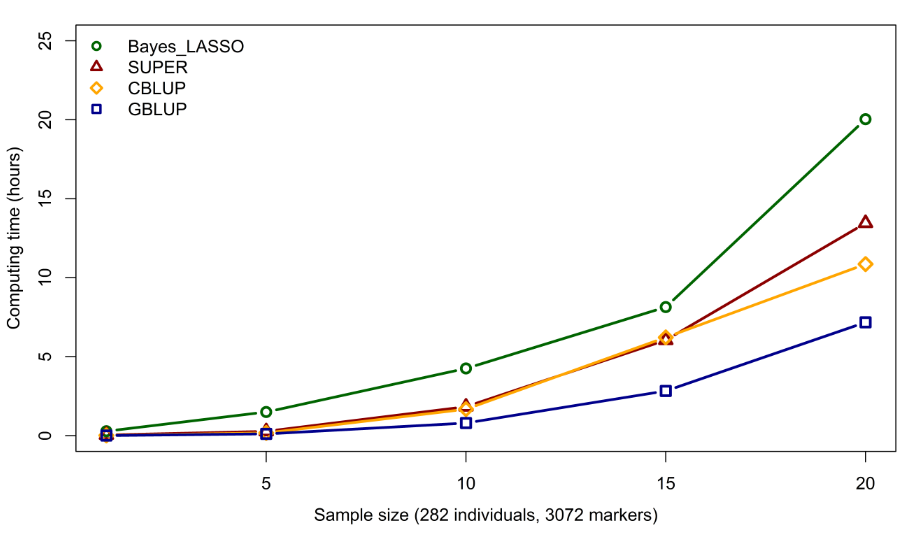 Computing time (hours)
25
20
15
10
5
0
Bayes_LASSO
SUPER
CBLUP
GBLUP
5 10 15 20
Sample size (282 individuals, 3072 markers)